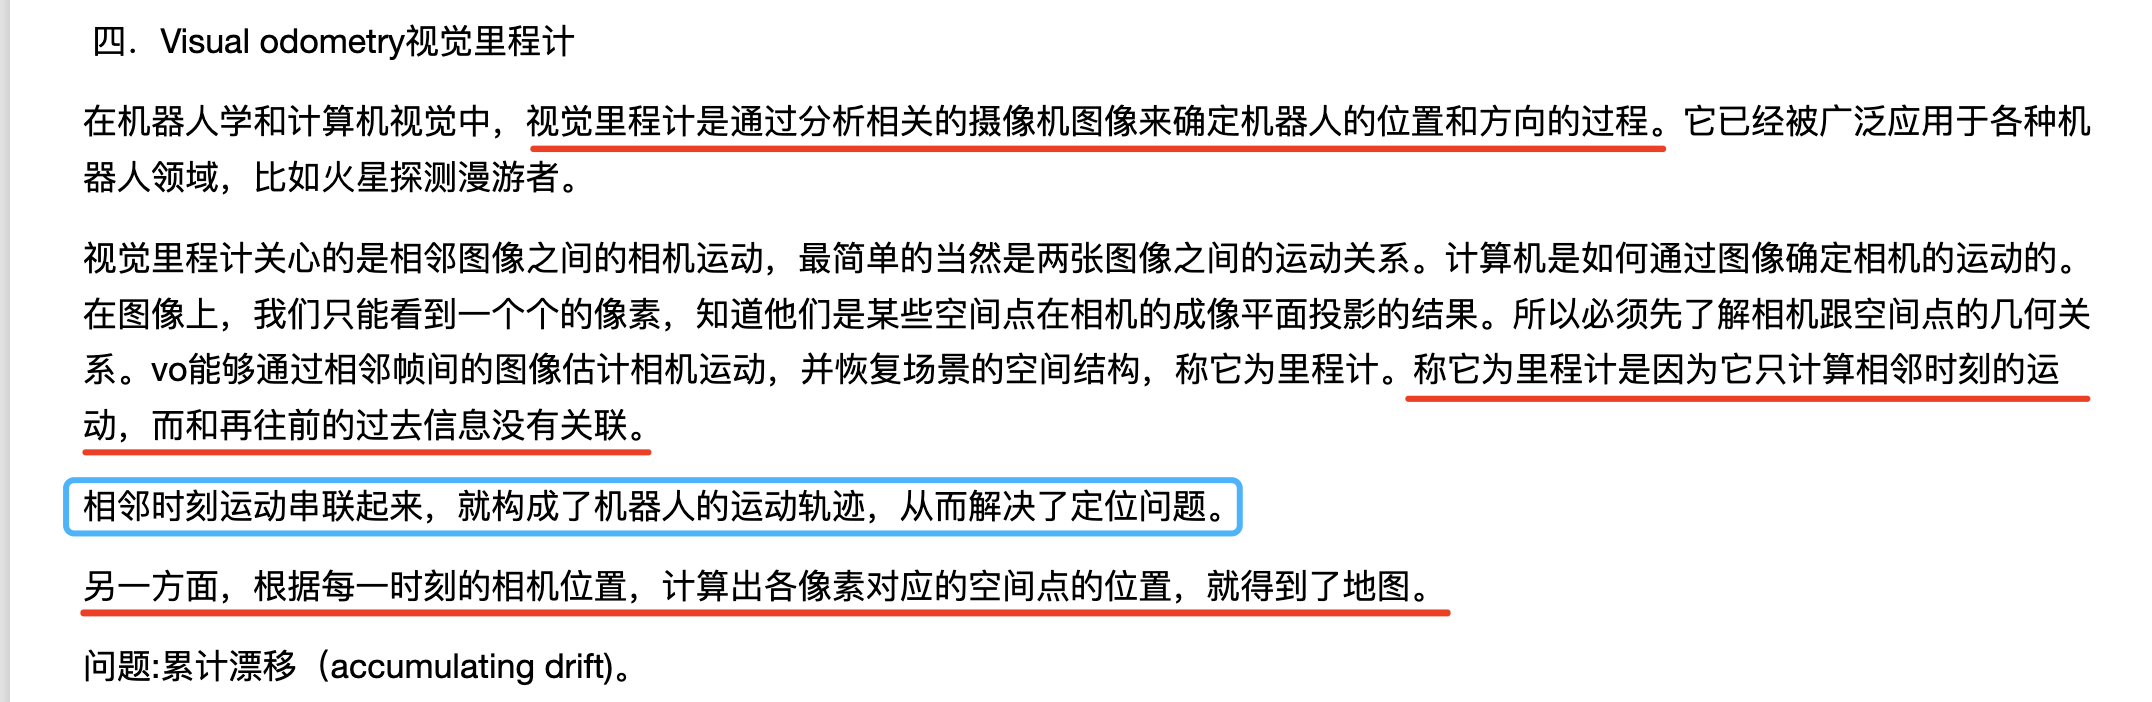 四．Visual odometry视觉里程计
在机器人学和计算机视觉中，视觉里程计是通过分析相关的摄像机图像来确定机器人的位置和方向的过程。它已经被广泛应用于各种机
器人领域，比如火星探测漫游者。
视觉里程计关心的是相邻图像之间的相机运动，最简单的当然是两张图像之间的运动关系。计算机是如何通过图像确定相机的运动的。
在图像上，我们只能看到一个个的像素，知道他们是某些空间点在相机的成像平面投影的结果。所以必须先了解相机跟空间点的几何关
系。vo能够通过相邻帧间的图像估计相机运动，并恢复场景的空间结构，称它为里程计。称它为里程计是因为它只计算相邻时刻的运
动，而和再往前的过去信息没有关联。
相邻时刻运动串联起来，就构成了机器人的运动轨迹，从而解决了定位问题。
另一方面，根据每一时刻的相机位置，计算出各像素对应的空间点的位置，就得到了地图。
问题:累计漂移（accumulating drift)。